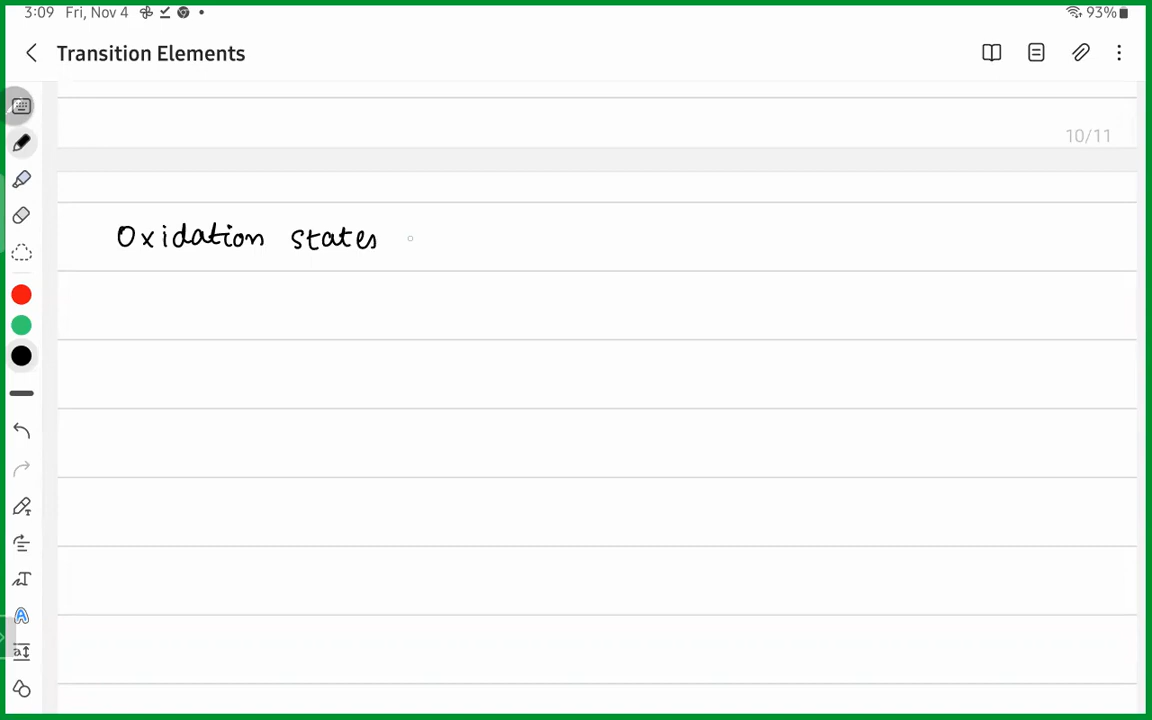 3:09 Fri, Nov 4
93%
Transition Elements
10/11
Oxidation states